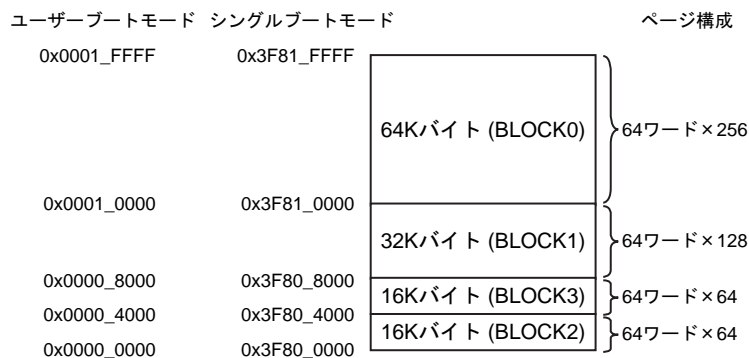 ユーザーブートモード シングルブートモード ページ構成
0x0001_FFFF 0x3F81_FFFF
64Kバイト (BLOCK0) 64ワード×256
0x0001_0000 0x3F81_0000
32Kバイト (BLOCK1) 64ワード×128
0x0000_8000 0x3F80_8000
16Kバイト (BLOCK3) 64ワード×64
0x0000_4000 0x3F80_4000
16Kバイト (BLOCK2) 64ワード×64
0x0000_0000 0x3F80_0000